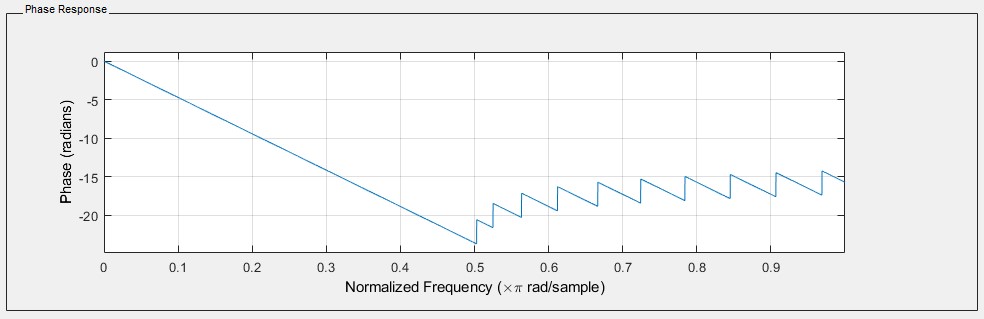 Phase Response
0
-5
-10
-15
-20
Phase (radians)
0 0.1 0.2 0.3 0.4 0.5 0.6 0.7 0.8 0.9
Normalized Frequency (×π rad/sample)